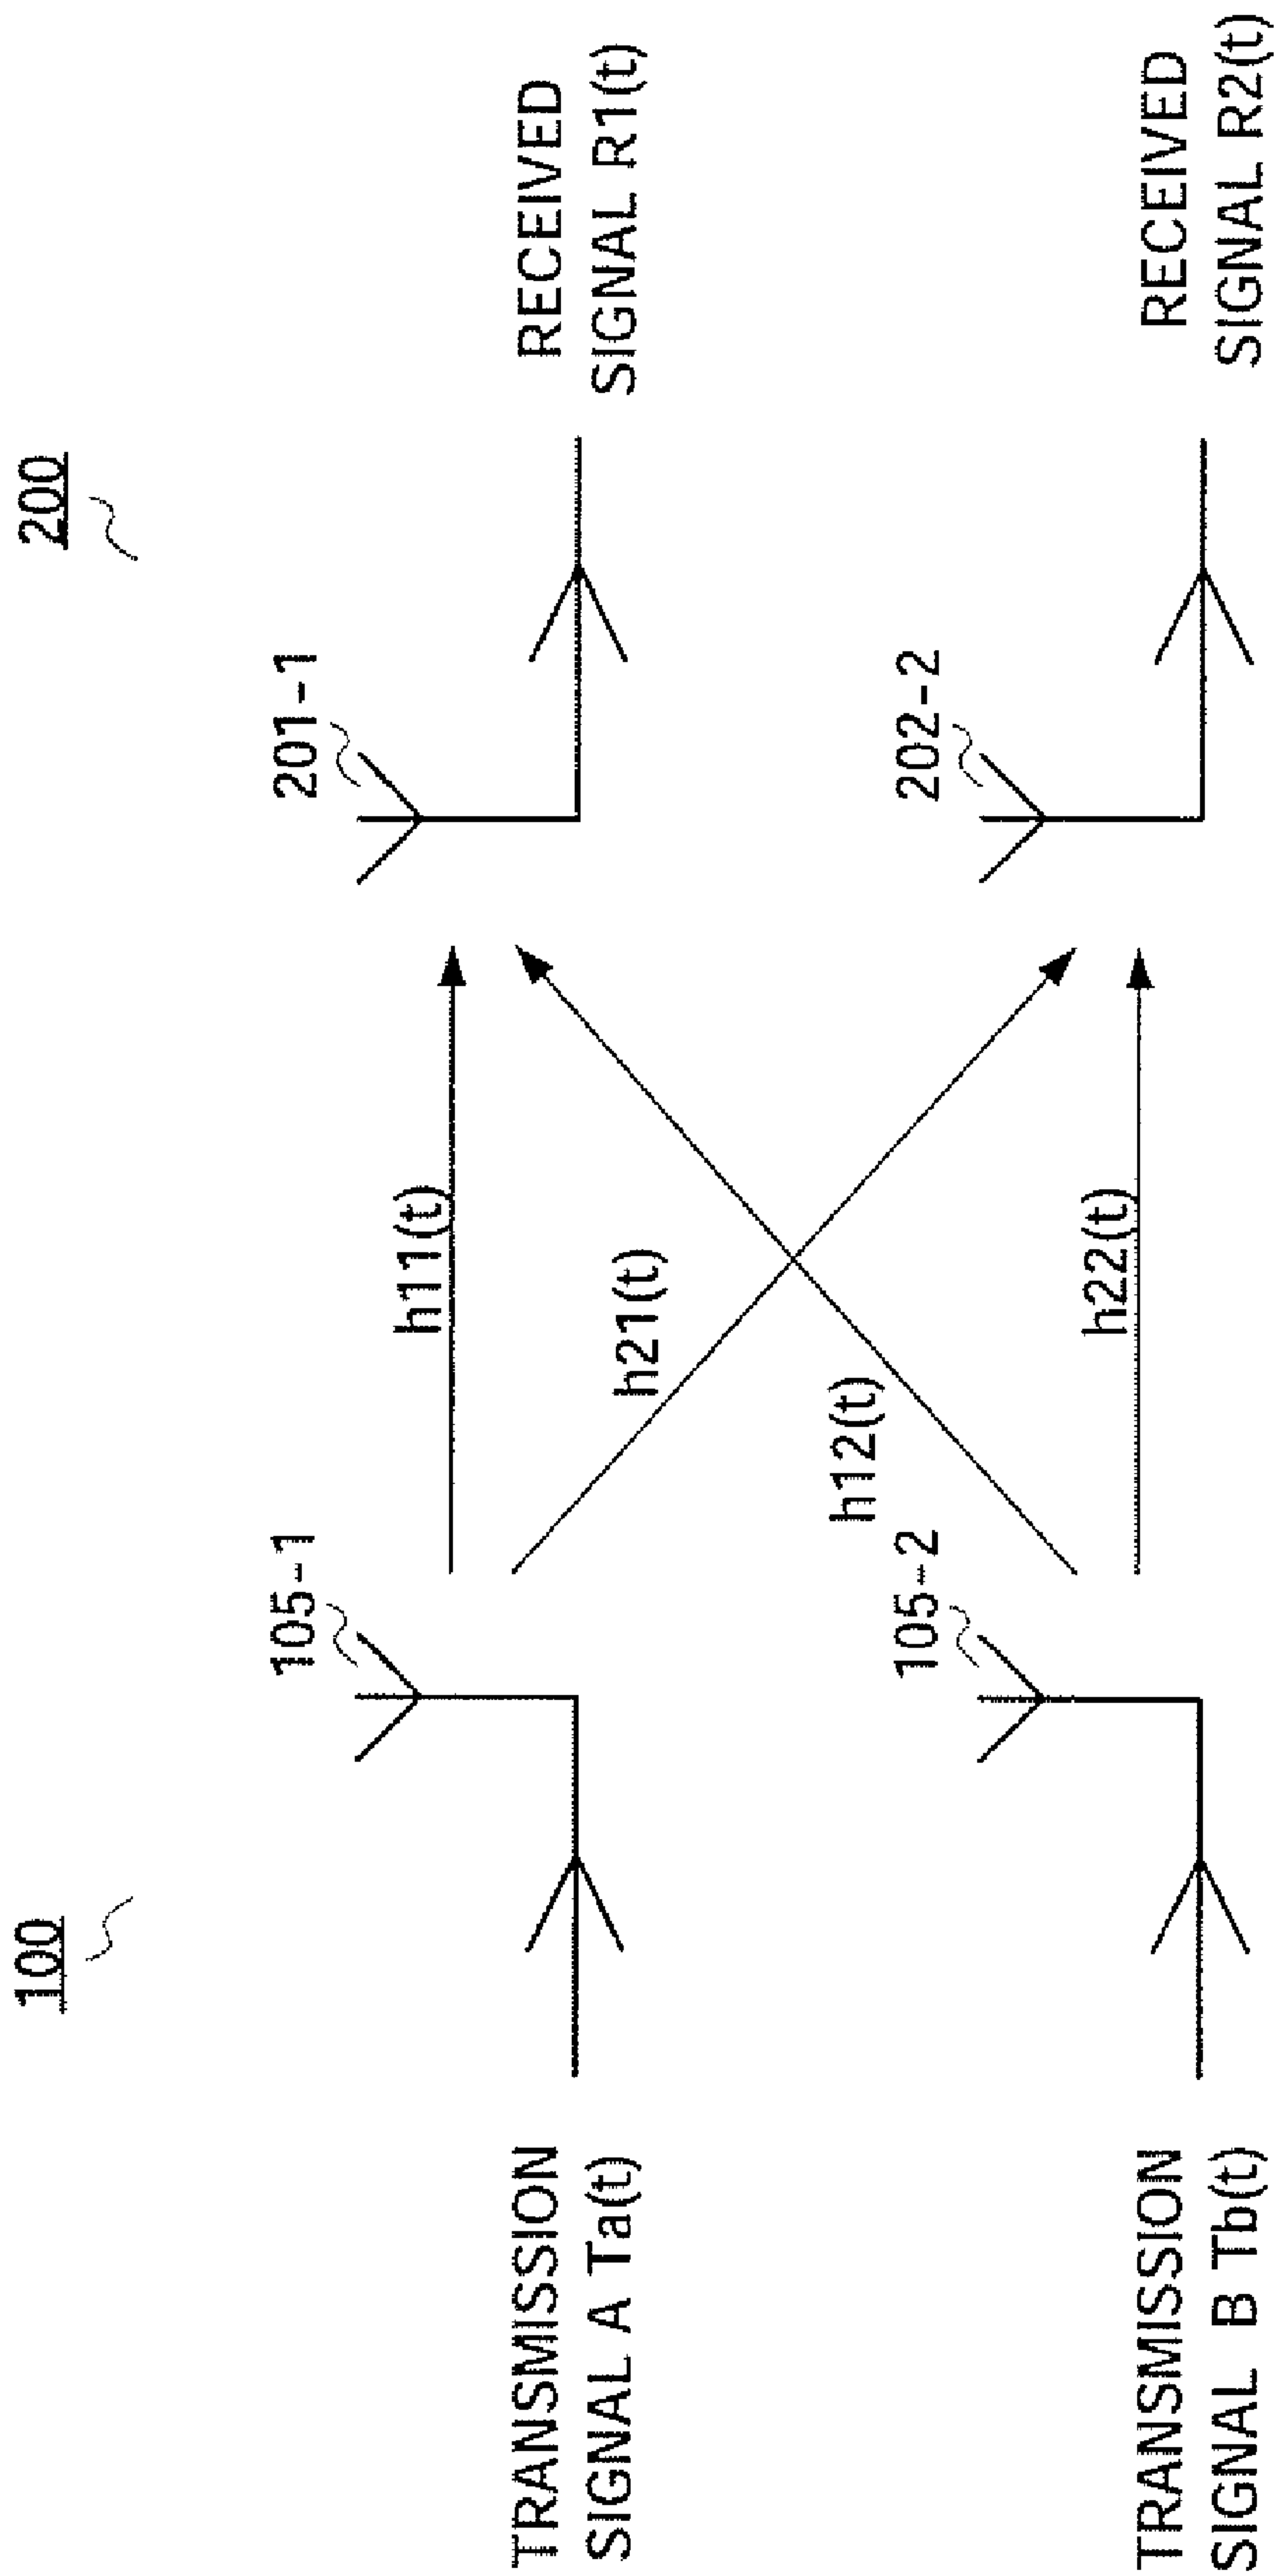 100
200
105-1
201-1
h11(t)
TRANSMISSION
SIGNAL A Ta(t)
RECEIVED
SIGNAL R1(t)
h21(t)
h12(t)
105-2
202-2
h22(t)
TRANSMISSION
SIGNAL B Tb(t)
RECEIVED
SIGNAL R2(t)